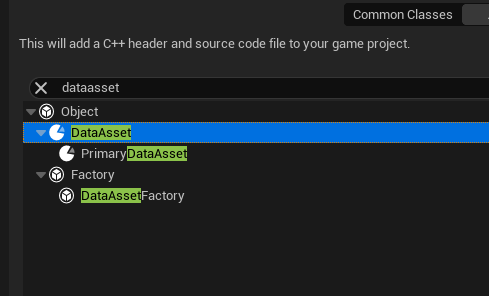 Common Classes
This will add a C++ header and source code file to your game project.
dataasset
Object
DataAsset
PrimaryDataAsset
Factory
DataAssetFactory